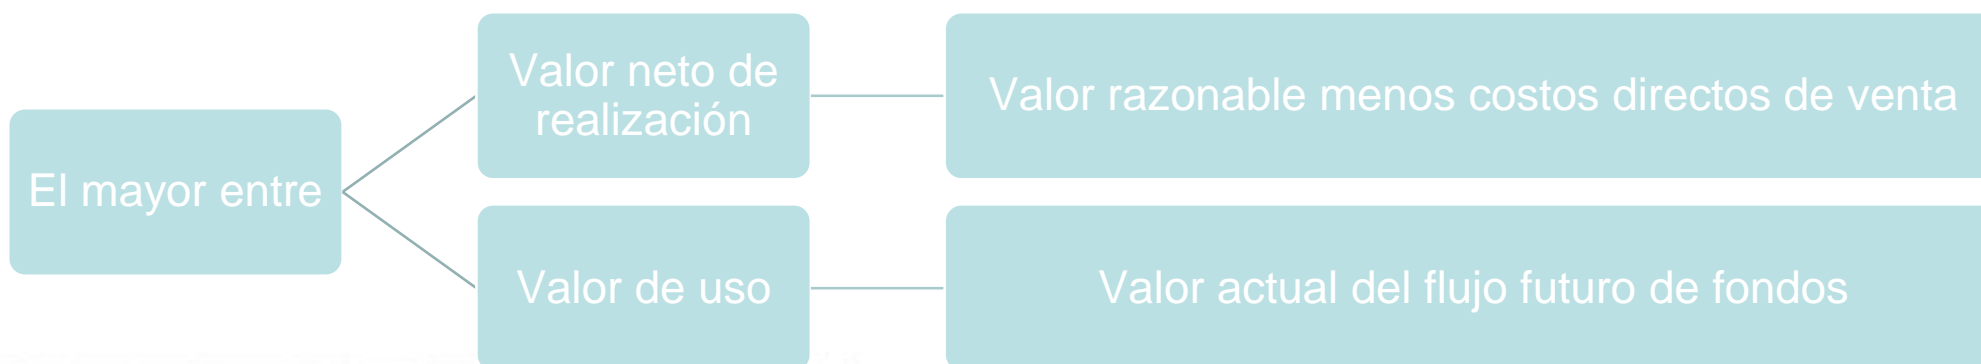 El mayor entre
Valor neto de
realización
Valor razonable menos costos directos de venta
Valor de uso
Valor actual del flujo futuro de fondos